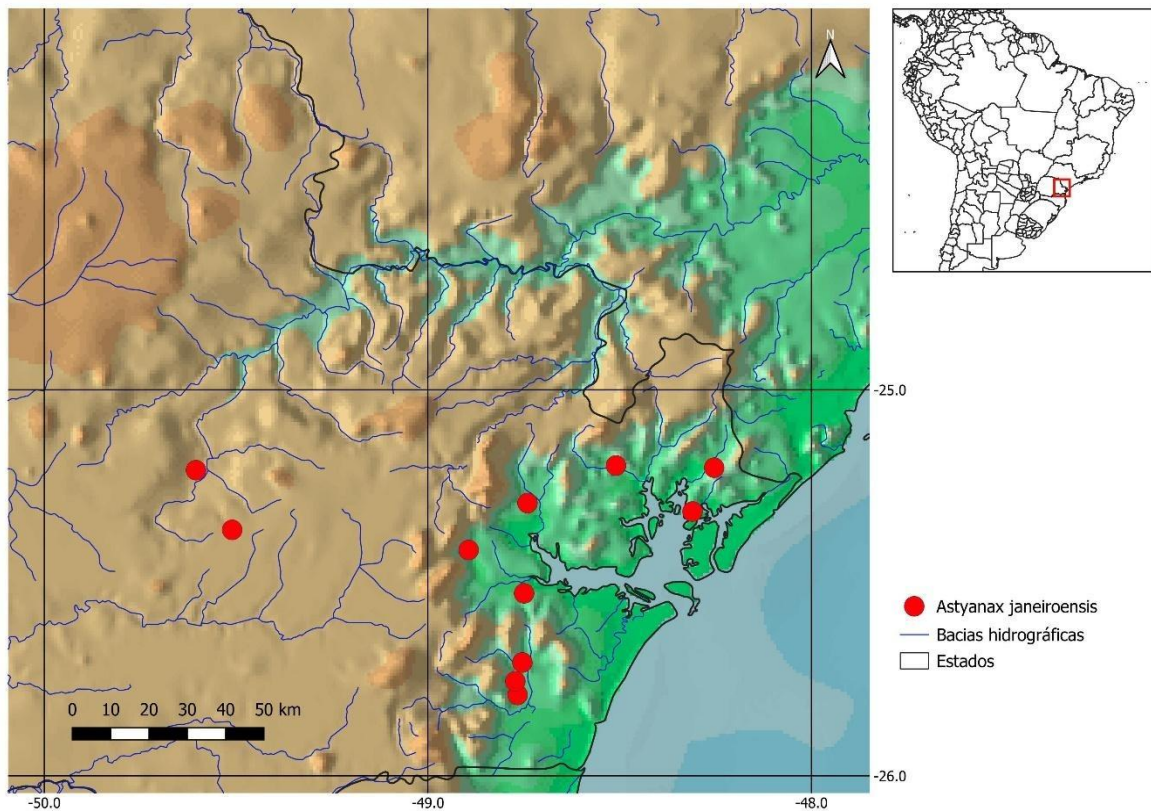 N
-25.0
Astyanax janeiroensis
Bacias hidrográficas
Estados
0 10 20 30 40 50 km
-26.0
-50.0 -49.0 -48.0